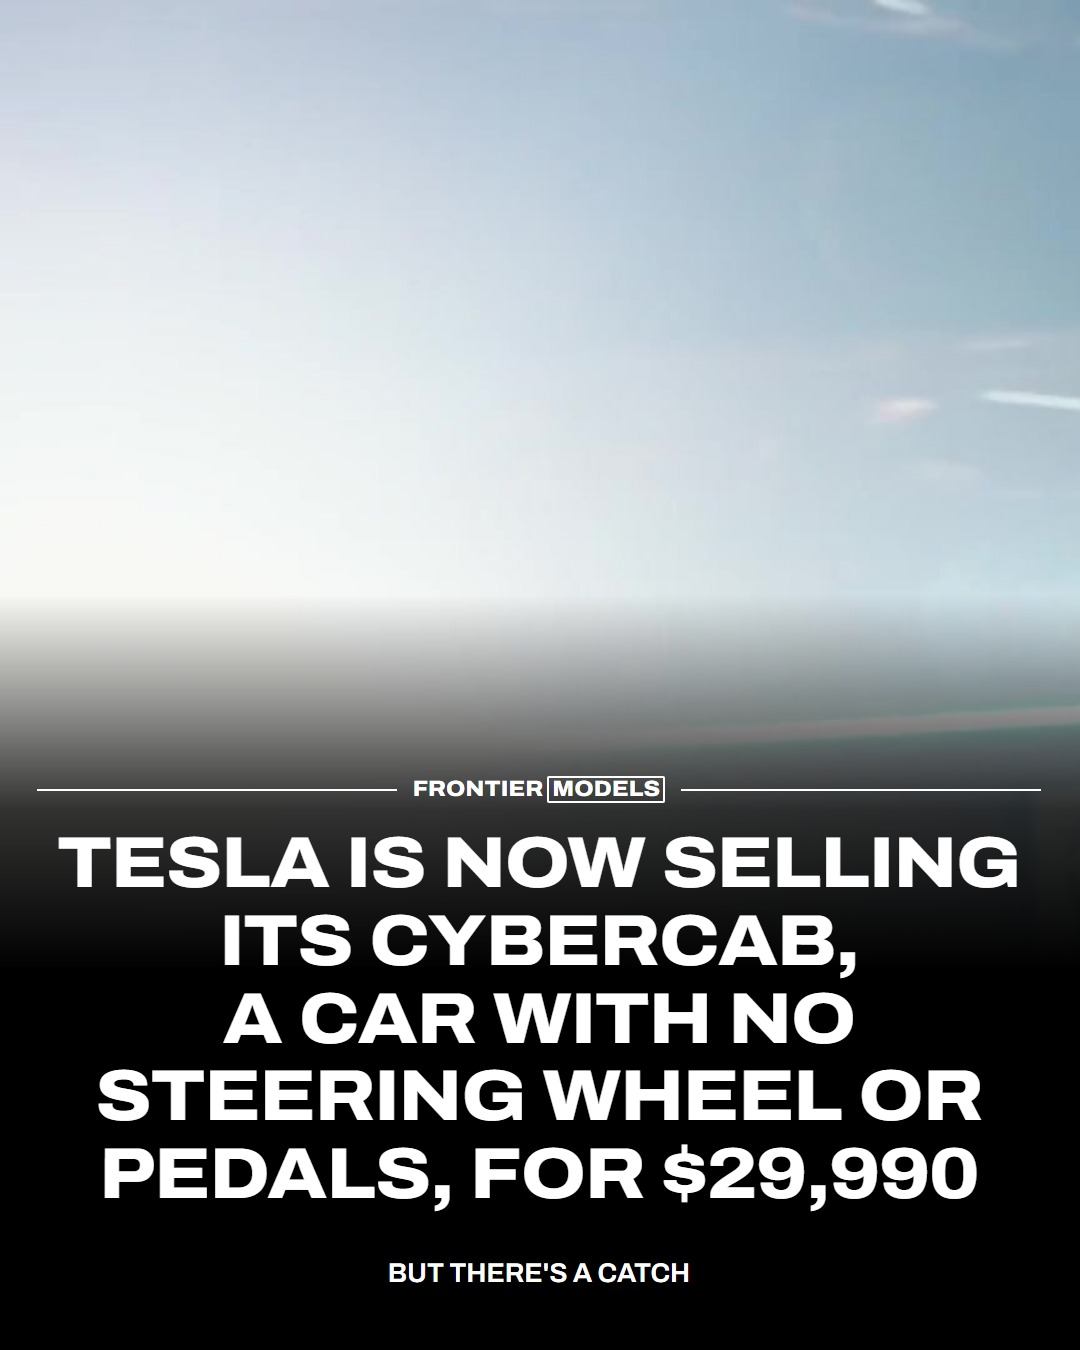 FRONTIER MODELS
TESLA IS NOW SELLING
ITS CYBERCAB,
A CAR WITH NO
STEERING WHEEL OR
PEDALS, FOR $29,990
BUT THERE'S A CATCH